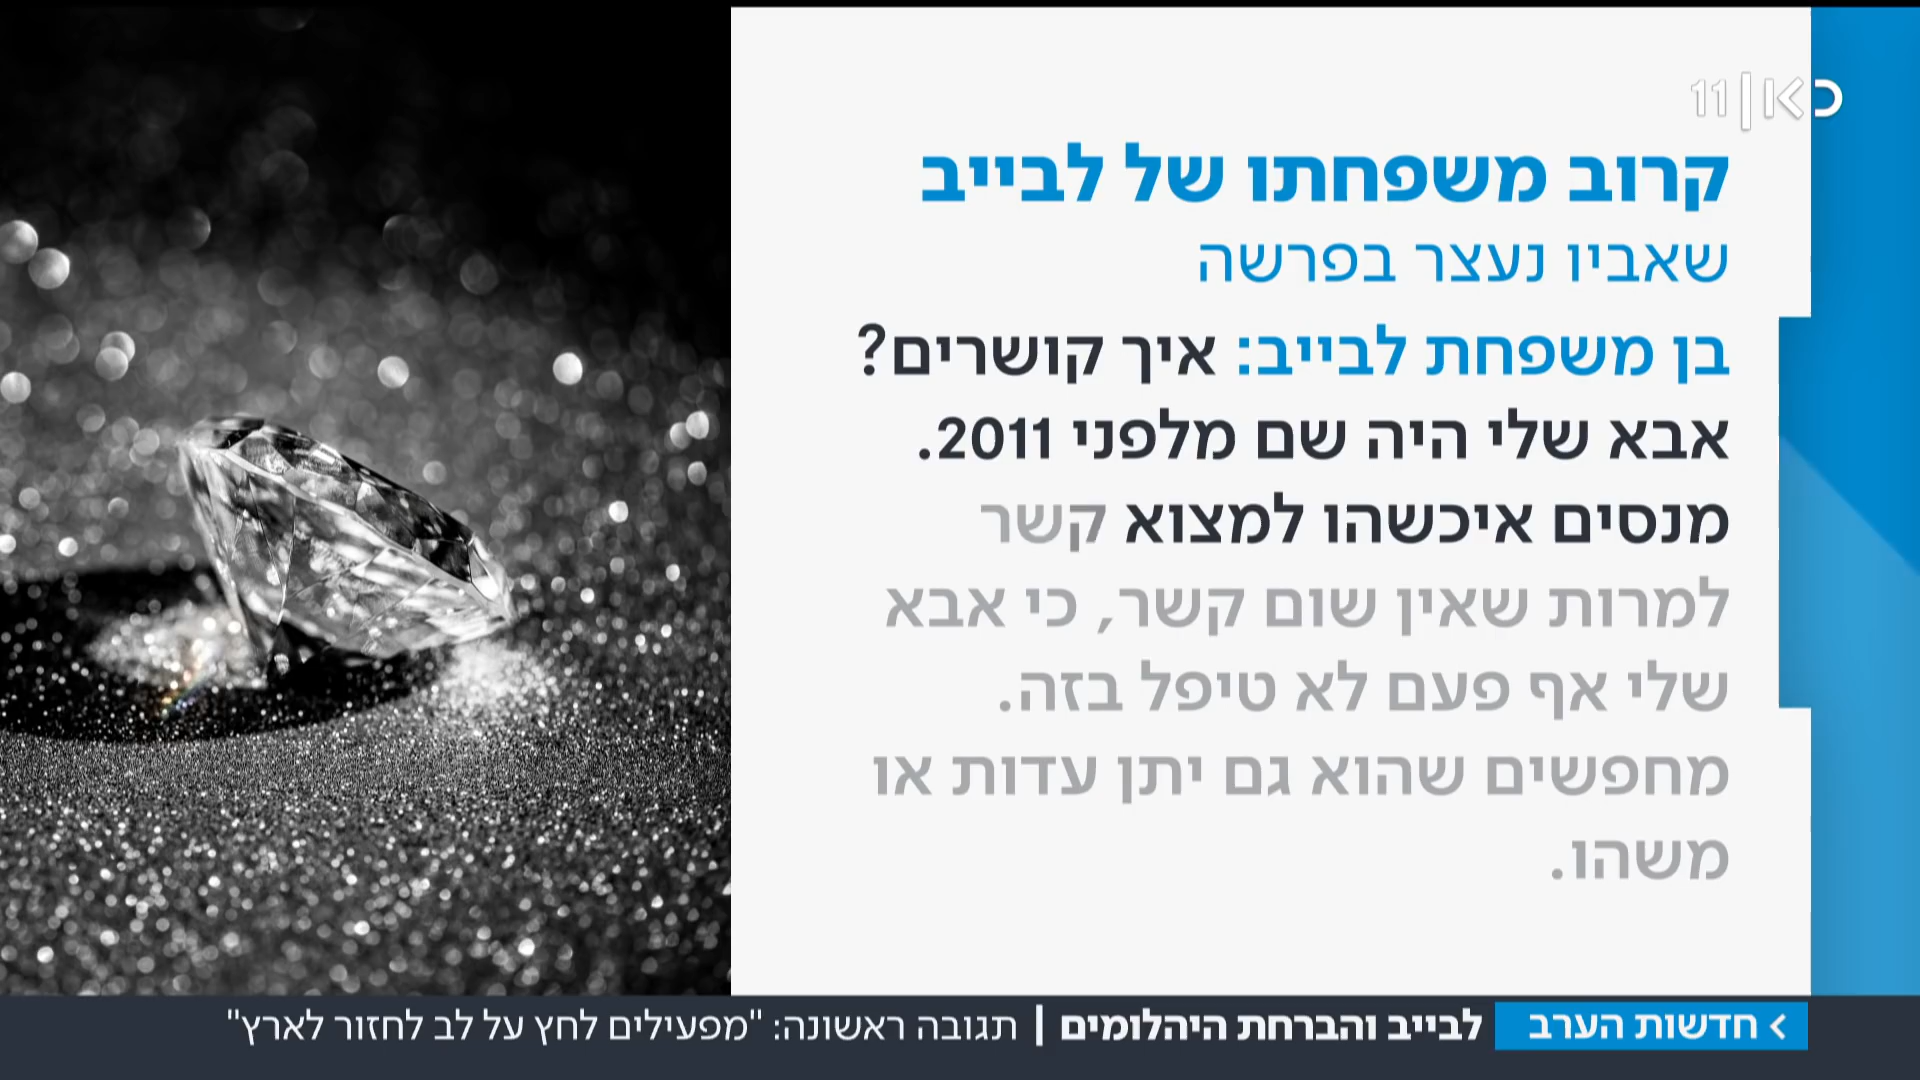 כאן 11
קרוב משפחתו של לבייב
שאביו נעצר בפרשה
בן משפחת לבייב: איך קושרים?
אבא שלי היה שם מלפני 2011.
מנסים איכשהו למצוא קשר
למרות שאין שום קשר, כי אבא
שלי אף פעם לא טיפל בזה.
מחפשים שהוא גם יתן עדות או
משהו.
חדשות הערב
לבייב והברחת היהלומים | תגובה ראשונה: "מפעילים לחץ על לב לחזור לארץ"